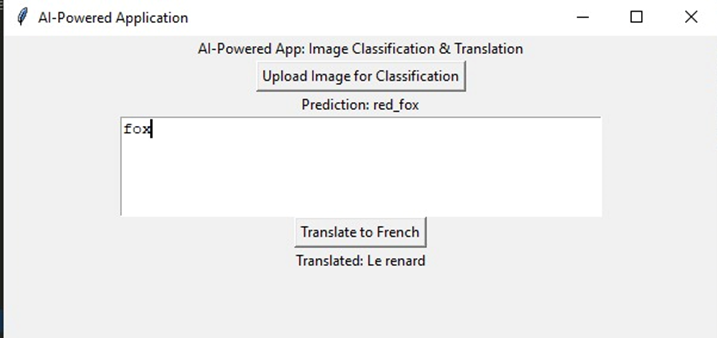 AI-Powered Application
AI-Powered App: Image Classification & Translation
Upload Image for Classification
Prediction: red_fox
fox
Translate to French
Translated: Le renard